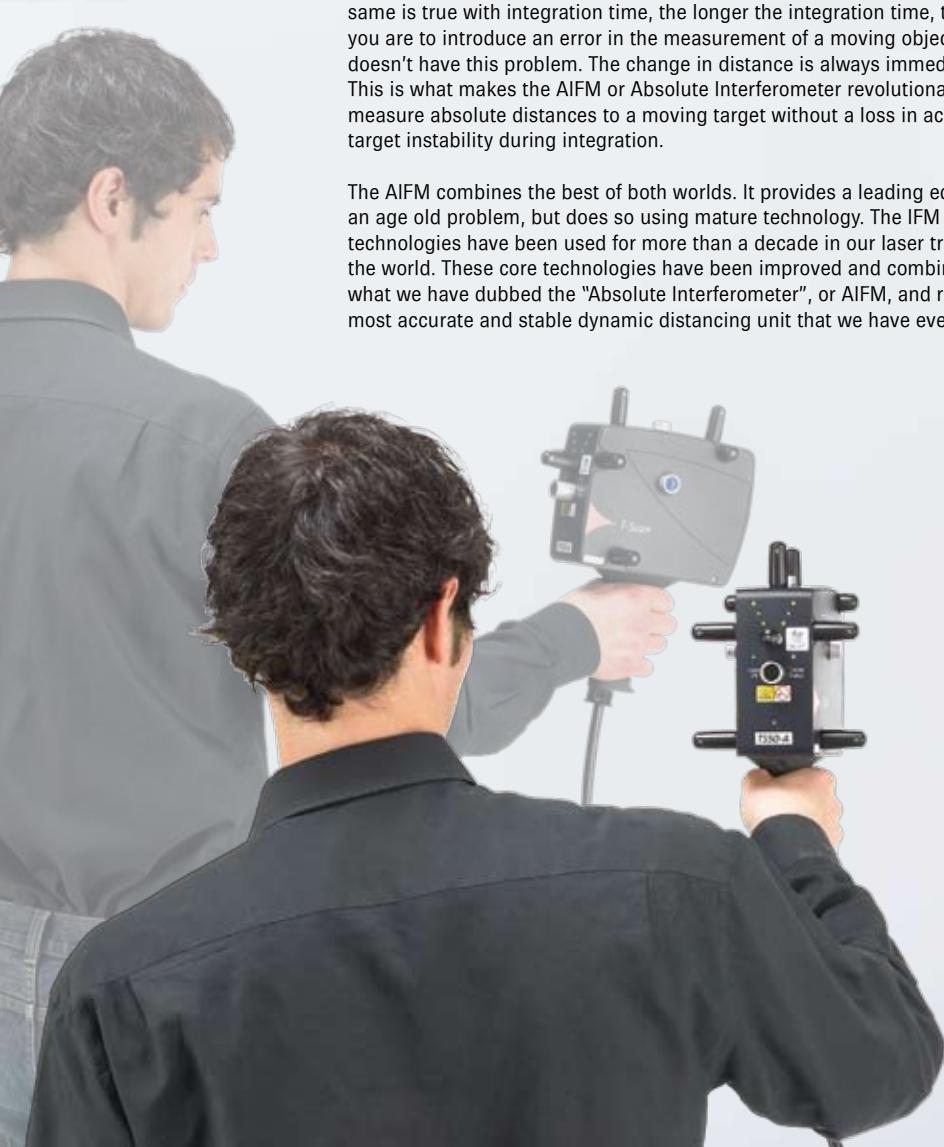 same is true with integration time, the longer the integration time, t
you are to introduce an error in the measurement of a moving objec
doesn't have this problem. The change in distance is always immed
This is what makes the AIFM or Absolute Interferometer revolutiona
measure absolute distances to a moving target without a loss in ac
target instability during integration.
The AIFM combines the best of both worlds. It provides a leading ed
an age old problem, but does so using mature technology. The IFM
technologies have been used for more than a decade in our laser tr
the world. These core technologies have been improved and combin
what we have dubbed the "Absolute Interferometer", or AIFM, and r
most accurate and stable dynamic distancing unit that we have eve
T-Scan
TS50-A